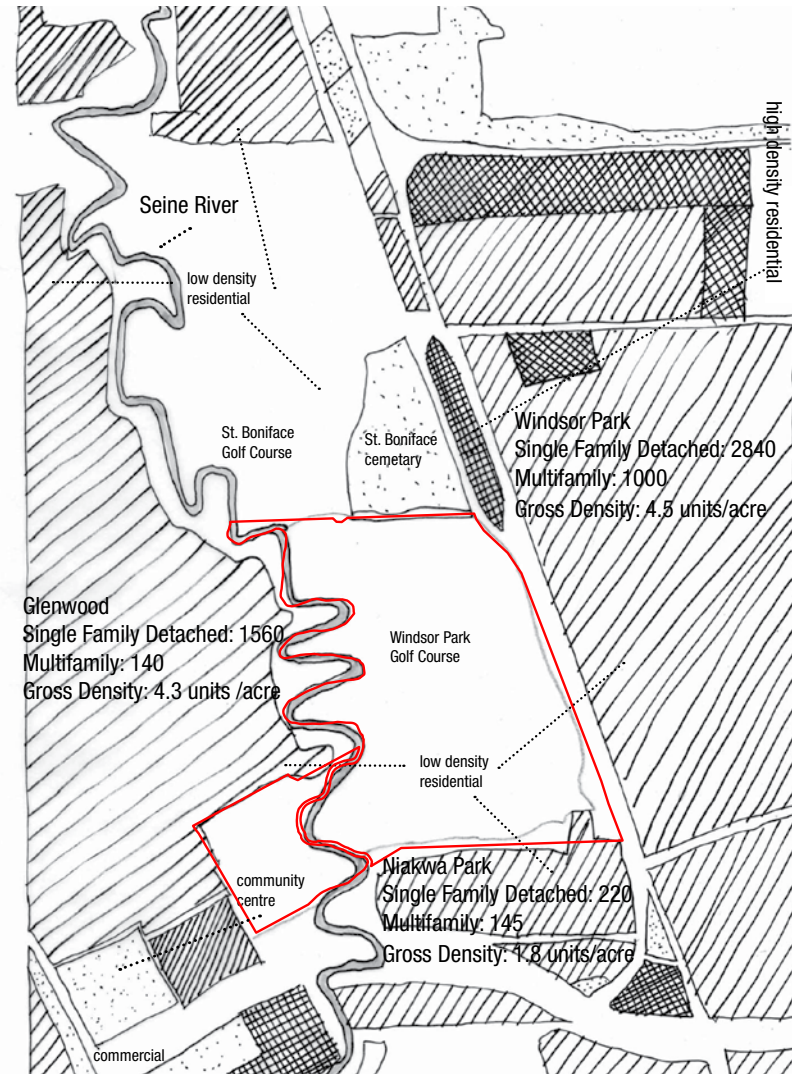 high density residential
Seine River
low density
residential
St. Boniface
Golf Course
St. Boniface
cemetary
Windsor Park
Single Family Detached: 2840
Multifamily: 1000
Gross Density: 4.5 units/acre
Glenwood
Single Family Detached: 1560
Multifamily: 140
Gross Density: 4.3 units /acre
Windsor Park
Golf Course
low density
residential
Niakwa Park
Single Family Detached: 220
Multifamily: 145
Gross Density: 1.8 units/acre
community
centre
commercial